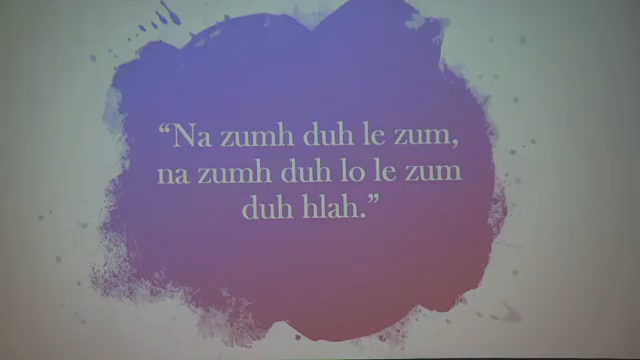 “Na zumh duh le zum,
na zumh duh lo le zum
duh hlah.”